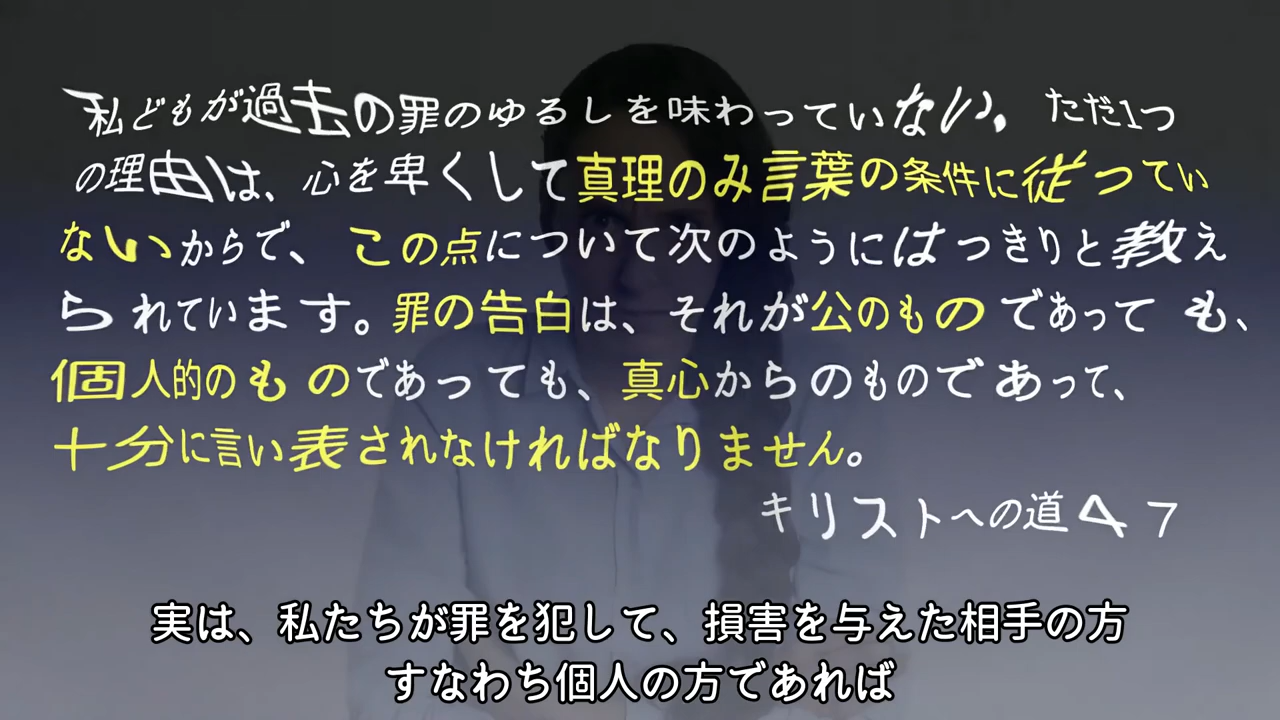 私どもが過去の罪のゆるしを味わっていない、ただ1つ
の理由は、心を卑くして真理のみ言葉の条件に従ってい
ないからで、この点について次のようにはっきりと教え
られています。罪の告白は、それが公のものであっても、
個人的のものであっても、真心からのものであって、
十分に言い表されなければなりません。
キリストへの道47
実は、私たちが罪を犯して、損害を与えた相手の方
すなわち個人の方であれば